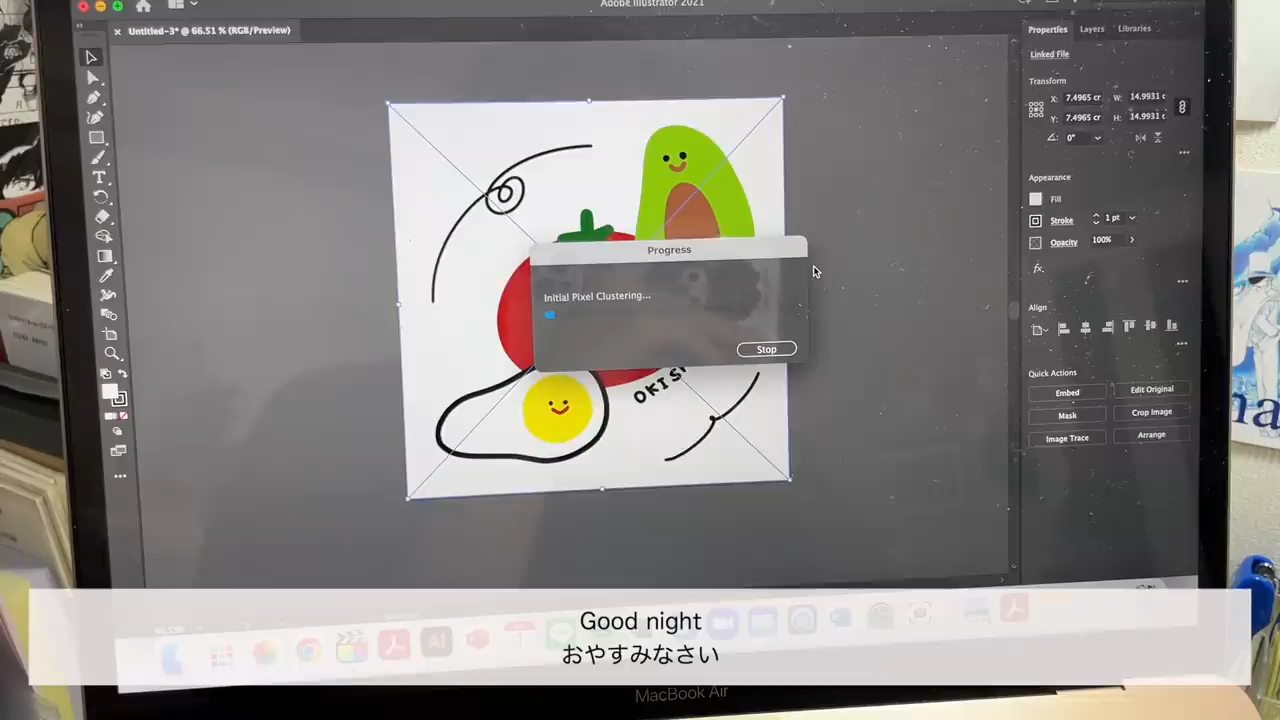 Adobe Illustrator 2021
Untitled-3* @ 66.51 % (RGB/Preview)
Properties
Layers
Libraries
Linked File
Transform
X:
7.4965 cr
W:
14.9931 c
Y:
7.4965 cr
H:
14.9931 c
0°
Appearance
Fill
Stroke
1 pt
Opacity
100%
fx.
Align
Quick Actions
Embed
Edit Original
Mask
Crop Image
Image Trace
Arrange
Progress
Initial Pixel Clustering...
Stop
OKIS
Good night
おやすみなさい
MacBook Air